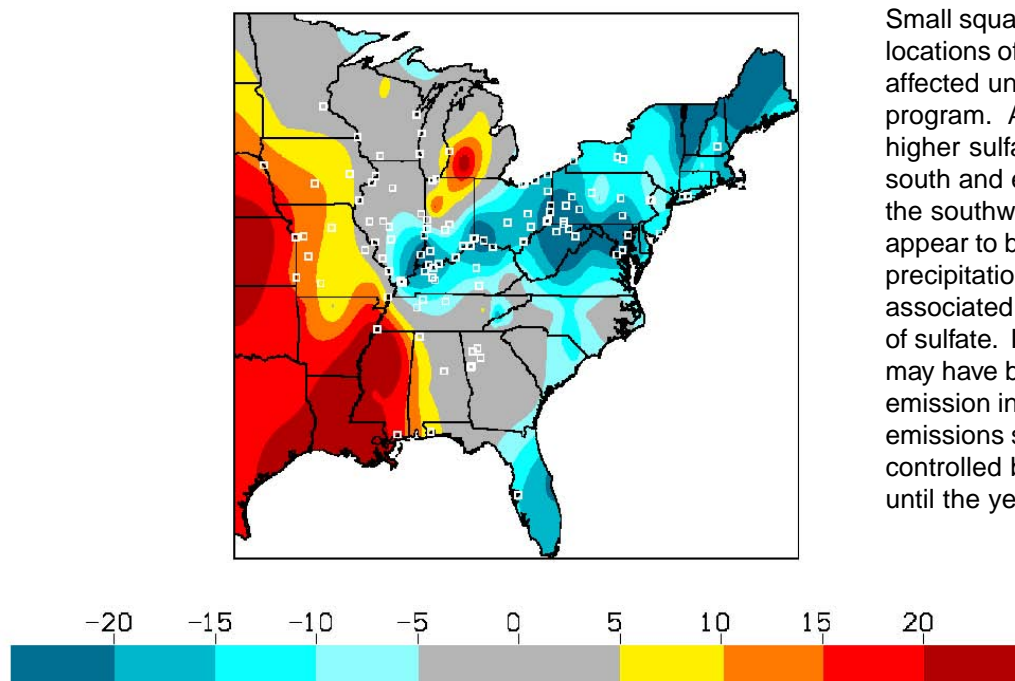 Small squa
locations of
affected un
program. A
higher sulfa
south and e
the southw
appear to b
precipitatio
associated
of sulfate.
may have b
emission in
emissions s
controlled b
until the ye
-20 -15 -10 -5 0 5 10 15 20